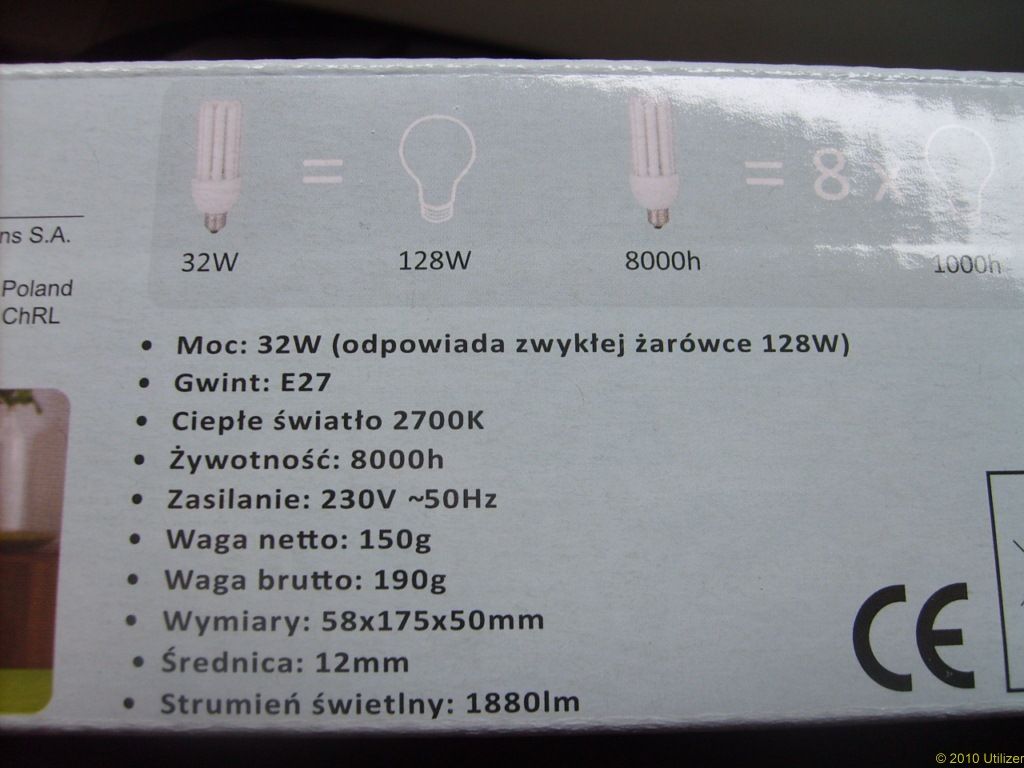 = = 8 x
32W 128W 8000h 1000h
ns S.A.
Poland
ChRL
• Moc: 32W (odpowiada zwykłej żarówce 128W)
• Gwint: E27
• Ciepłe światło 2700K
• Żywotność: 8000h
• Zasilanie: 230V ~50Hz
• Waga netto: 150g
• Waga brutto: 190g
• Wymiary: 58x175x50mm
• Średnica: 12mm
• Strumień świetlny: 1880lm
CE
© 2010 Utilizer